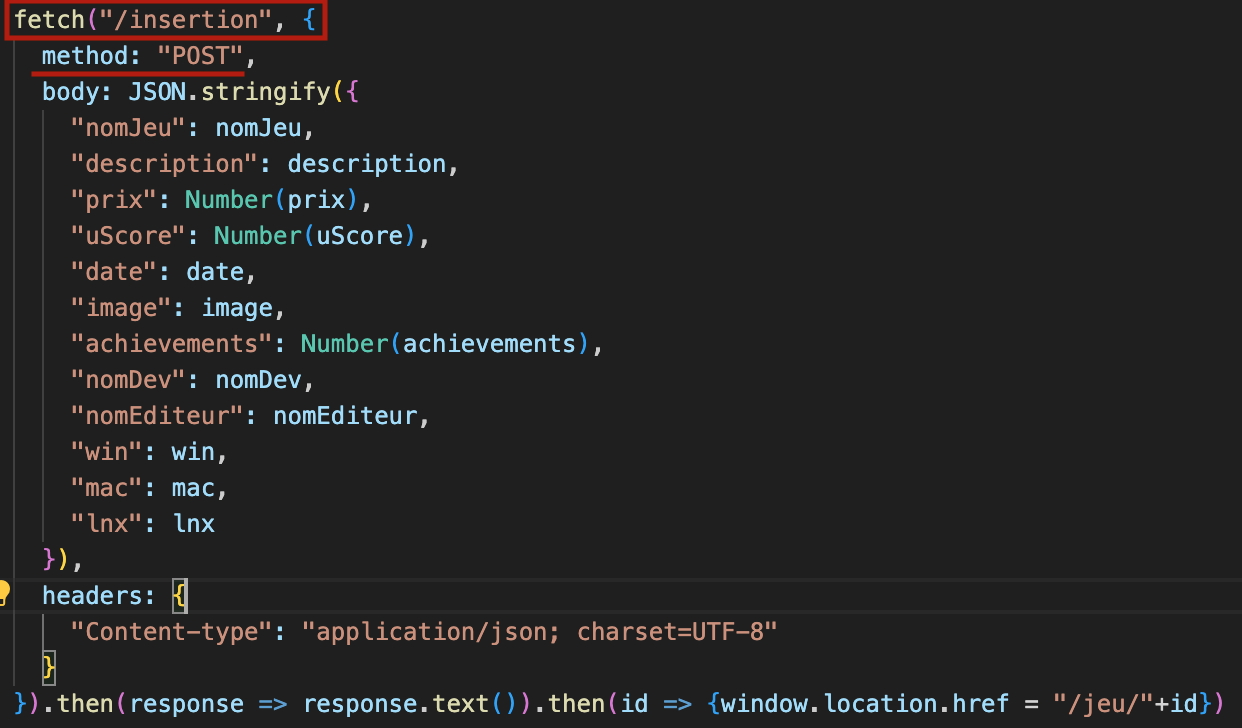 fetch("/insertion", {
method: "POST",
body: JSON.stringify({
"nomJeu": nomJeu,
"description": description,
"prix": Number(prix),
"uScore": Number(uScore),
"date": date,
"image": image,
"achievements": Number(achievements),
"nomDev": nomDev,
"nomEditeur": nomEditeur,
"win": win,
"mac": mac,
"lnx": lnx
}),
headers: {
"Content-type": "application/json; charset=UTF-8"
}
}).then(response => response.text()).then(id => {window.location.href = "/jeu/"+id})